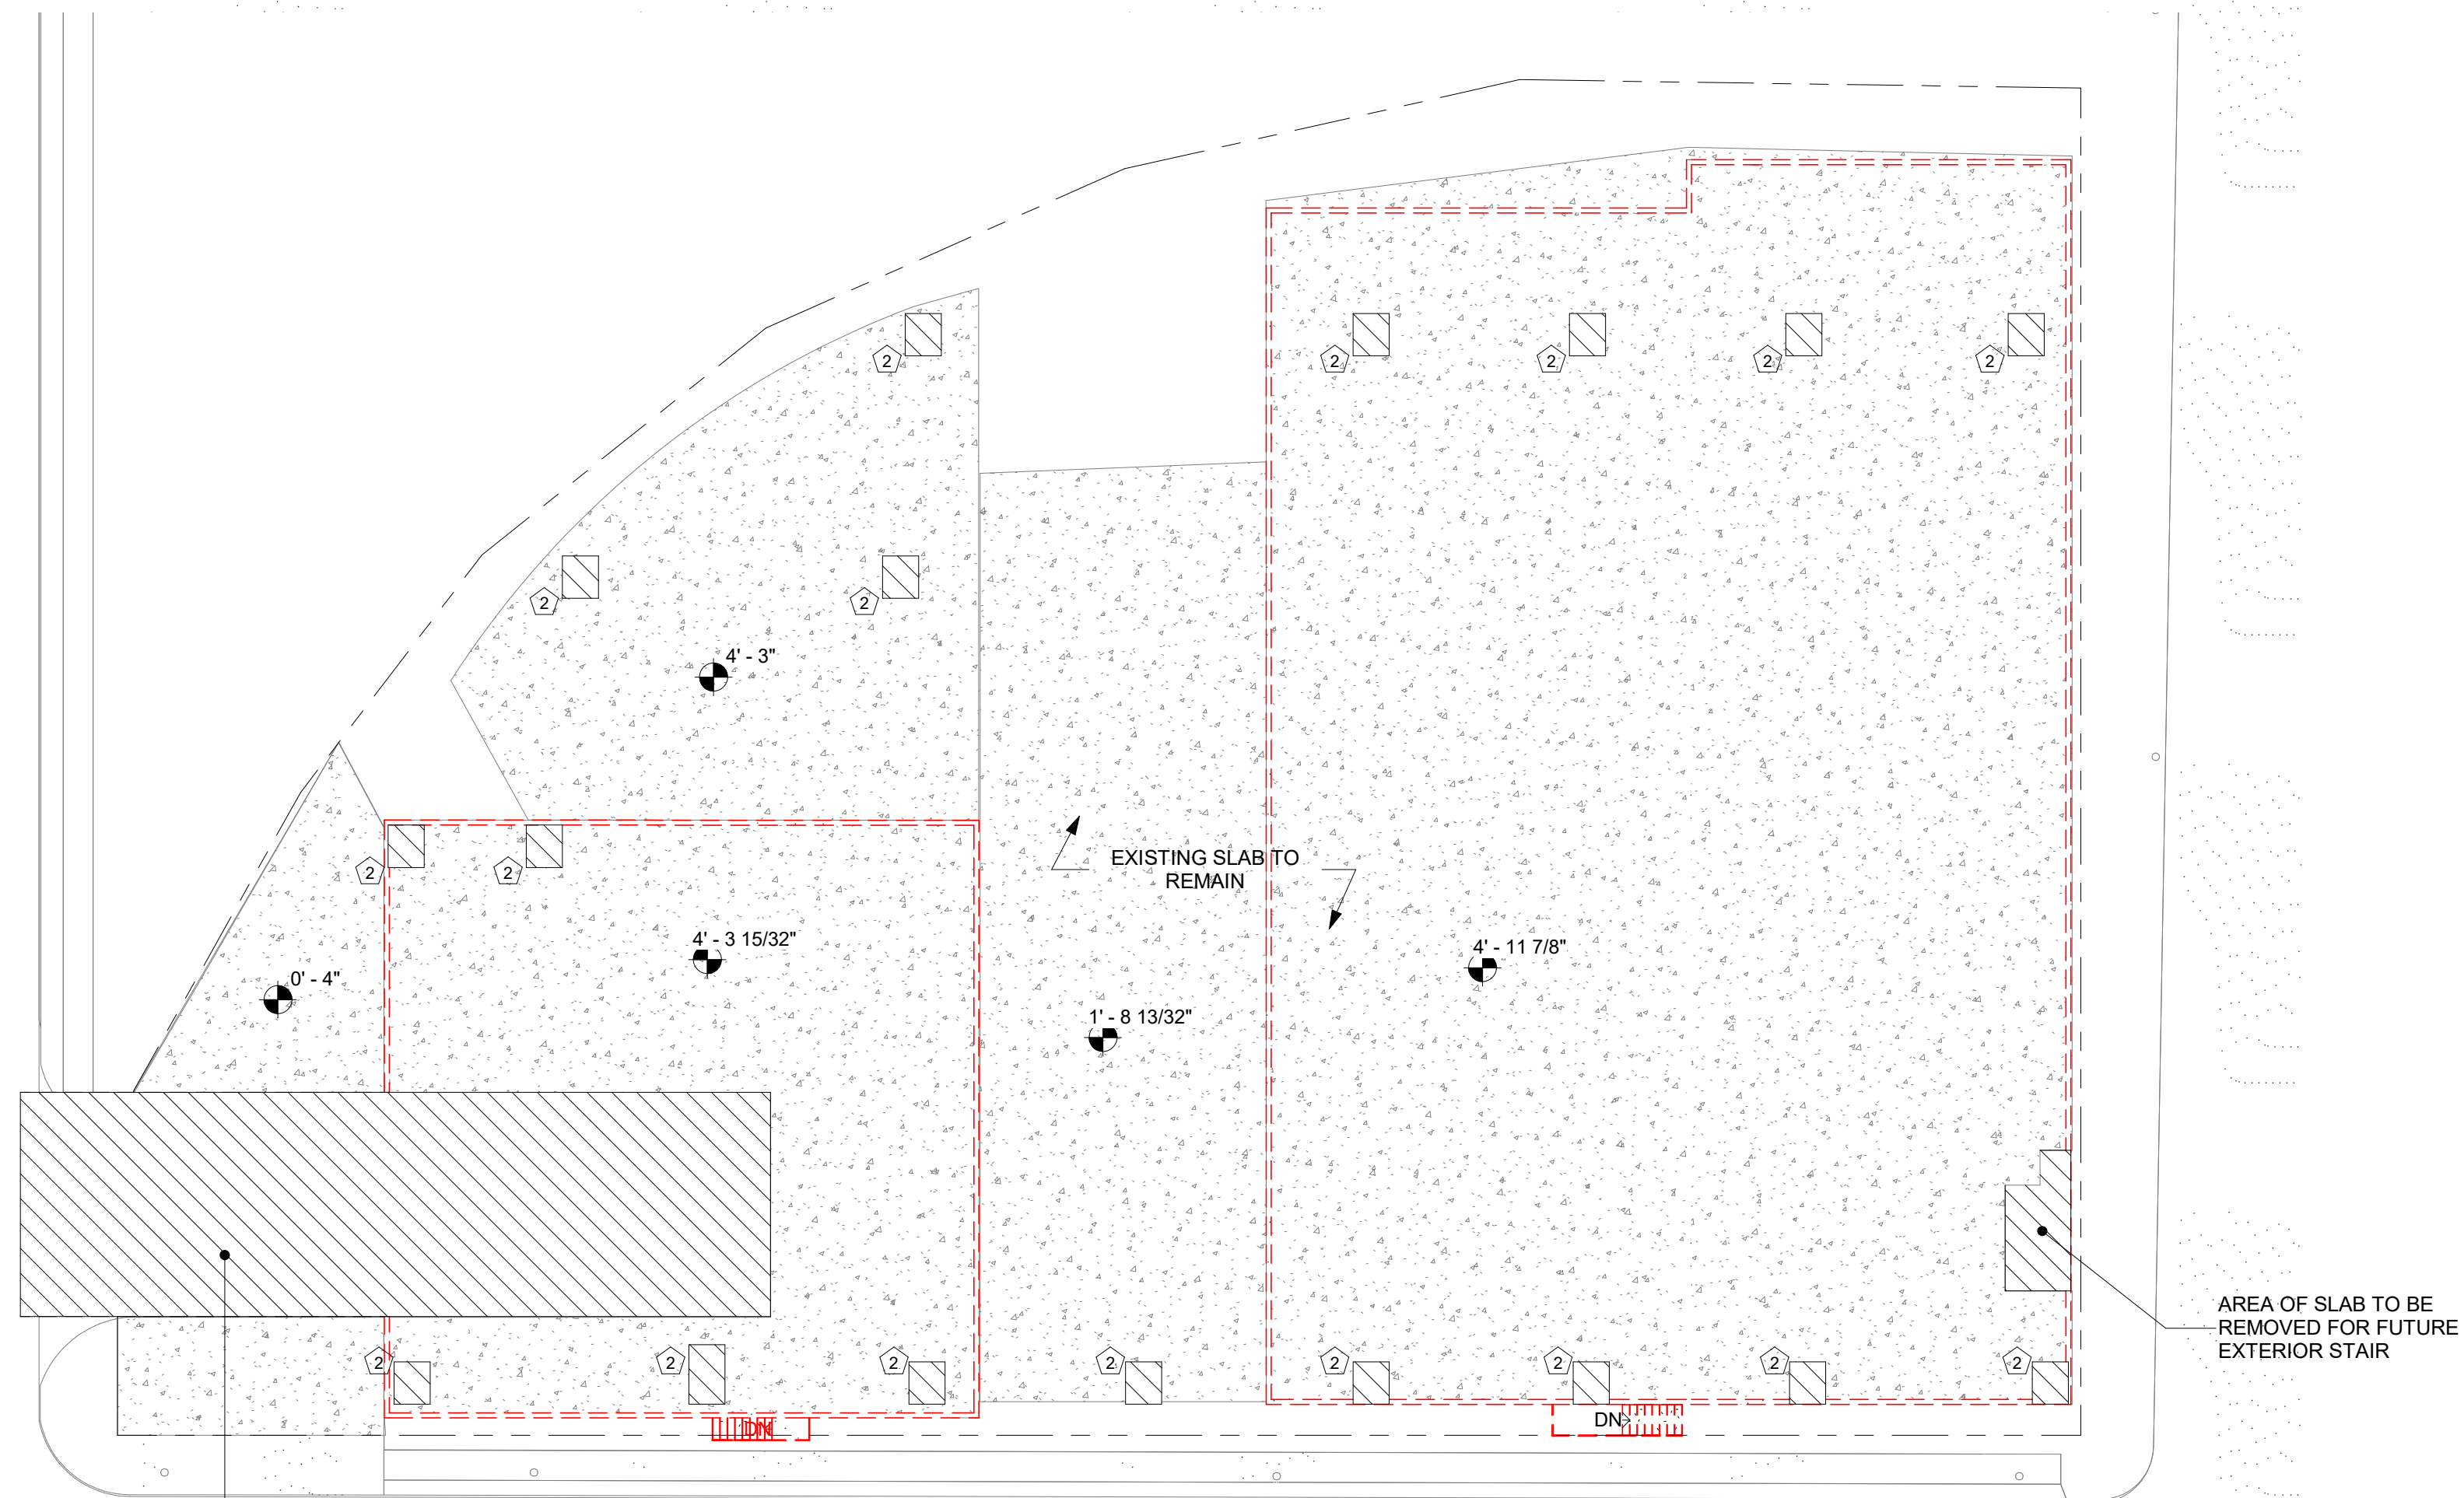 2
2
2
2
2
2
2
4' - 3"
EXISTING SLAB TO
REMAIN
2
2
4' - 3 15/32"
4' - 11 7/8"
0' - 4"
1' - 8 13/32"
AREA OF SLAB TO BE
REMOVED FOR FUTURE
EXTERIOR STAIR
2
2
2
2
2
2
2
2
DN
DN